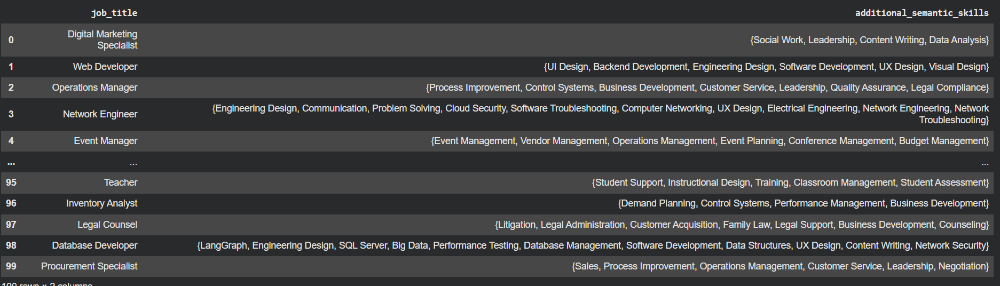 job_title additional_semantic_skills
0 Digital Marketing Specialist {Social Work, Leadership, Content Writing, Data Analysis}
1 Web Developer {UI Design, Backend Development, Engineering Design, Software Development, UX Design, Visual Design}
2 Operations Manager {Process Improvement, Control Systems, Business Development, Customer Service, Leadership, Quality Assurance, Legal Compliance}
3 Network Engineer {Engineering Design, Communication, Problem Solving, Cloud Security, Software Troubleshooting, Computer Networking, UX Design, Electrical Engineering, Network Engineering, Network Troubleshooting}
4 Event Manager {Event Management, Vendor Management, Operations Management, Event Planning, Conference Management, Budget Management}
... ... ...
95 Teacher {Student Support, Instructional Design, Training, Classroom Management, Student Assessment}
96 Inventory Analyst {Demand Planning, Control Systems, Performance Management, Business Development}
97 Legal Counsel {Litigation, Legal Administration, Customer Acquisition, Family Law, Legal Support, Business Development, Counseling}
98 Database Developer {LangGraph, Engineering Design, SQL Server, Big Data, Performance Testing, Database Management, Software Development, Data Structures, UX Design, Content Writing, Network Security}
99 Procurement Specialist {Sales, Process Improvement, Operations Management, Customer Service, Leadership, Negotiation}
100 rows × 2 columns